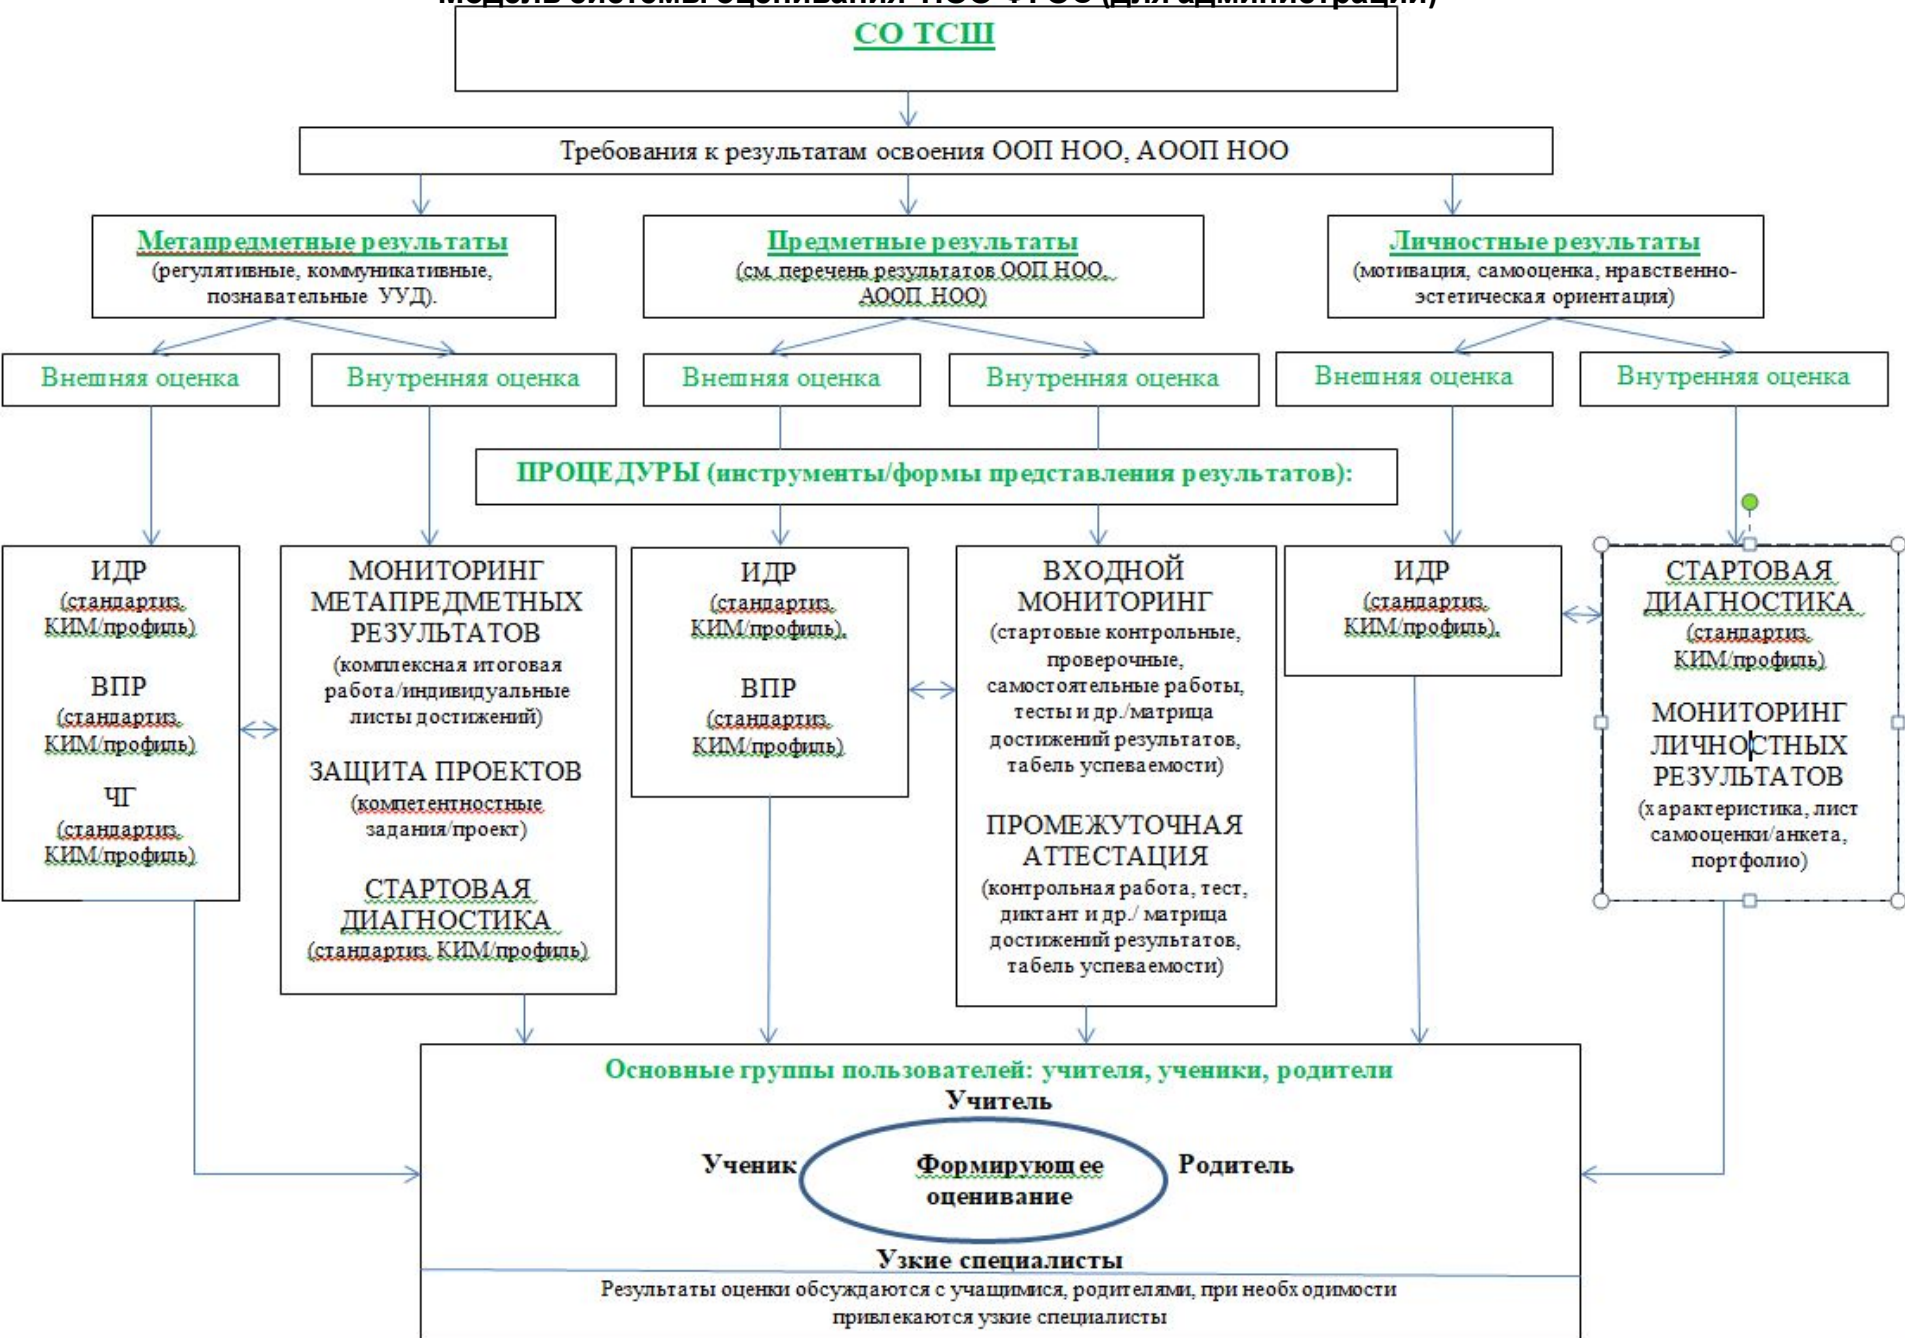 Модель системы оценивания НОО ФГОС (для администрации)
СО ТСШ
Требования к результатам освоения ООП НОО, АООП НОО
Метапредметные результаты
(регулятивные, коммуникативные,
познавательные УУД).
Предметные результаты
(см. перечень результатов ООП НОО,
АООП НОО)
Личностные результаты
(мотивация, самооценка, нравственно-
эстетическая ориентация)
Внешняя оценка
Внутренняя оценка
Внешняя оценка
Внутренняя оценка
Внешняя оценка
Внутренняя оценка
ПРОЦЕДУРЫ (инструменты/формы представления результатов):
ИДР
(стандартиз.
КИМ/профиль)
ВПР
(стандартиз.
КИМ/профиль)
ЧГ
(стандартиз.
КИМ/профиль)
МОНИТОРИНГ
МЕТАПРЕДМЕТНЫХ
РЕЗУЛЬТАТОВ
(комплексная итоговая
работа/индивидуальные
листы достижений)
ЗАЩИТА ПРОЕКТОВ
(компетентностные
задания/проект)
СТАРТОВАЯ
ДИАГНОСТИКА
(стандартиз. КИМ/профиль)
ИДР
(стандартиз.
КИМ/профиль).
ВПР
(стандартиз.
КИМ/профиль)
ВХОДНОЙ
МОНИТОРИНГ
(стартовые контрольные,
проверочные,
самостоятельные работы,
тесты и др./матрица
достижений результатов,
табель успеваемости)
ПРОМЕЖУТОЧНАЯ
АТТЕСТАЦИЯ
(контрольная работа, тест,
диктант и др./ матрица
достижений результатов,
табель успеваемости)
ИДР
(стандартиз.
КИМ/профиль).
СТАРТОВАЯ
ДИАГНОСТИКА
(стандартиз.
КИМ/профиль)
МОНИТОРИНГ
ЛИЧНОСТНЫХ
РЕЗУЛЬТАТОВ
(характеристика, лист
самооценки/анкета,
портфолио)
Основные группы пользователей: учителя, ученики, родители
Учитель
Ученик
Формирующее
оценивание
Родитель
Узкие специалисты
Результаты оценки обсуждаются с учащимися, родителями, при необходимости
привлекаются узкие специалисты